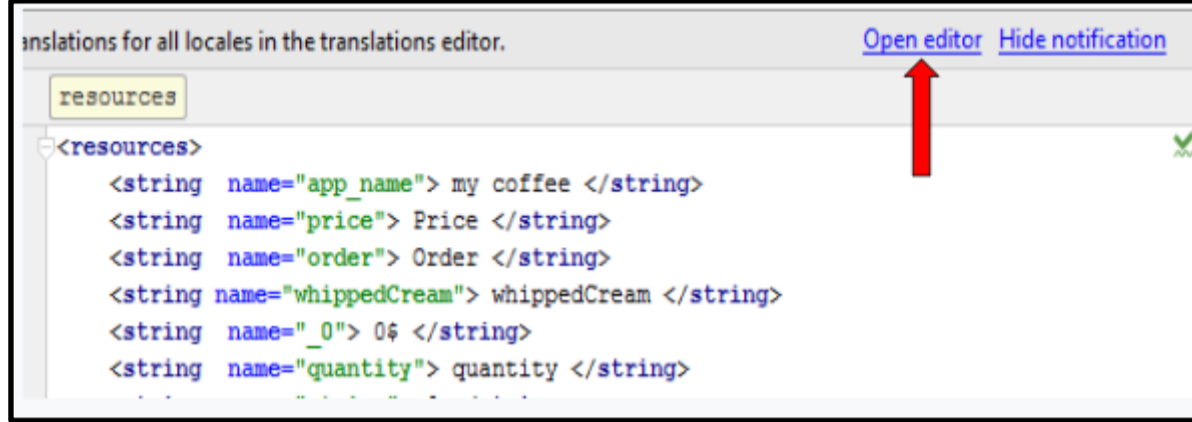 anslations for all locales in the translations editor. Open editor Hide notification
resources
<resources>
<string name="app_name"> my coffee </string>
<string name="price"> Price </string>
<string name="order"> Order </string>
<string name="whippedCream"> whippedCream </string>
<string name="_0"> 0$ </string>
<string name="quantity"> quantity </string>